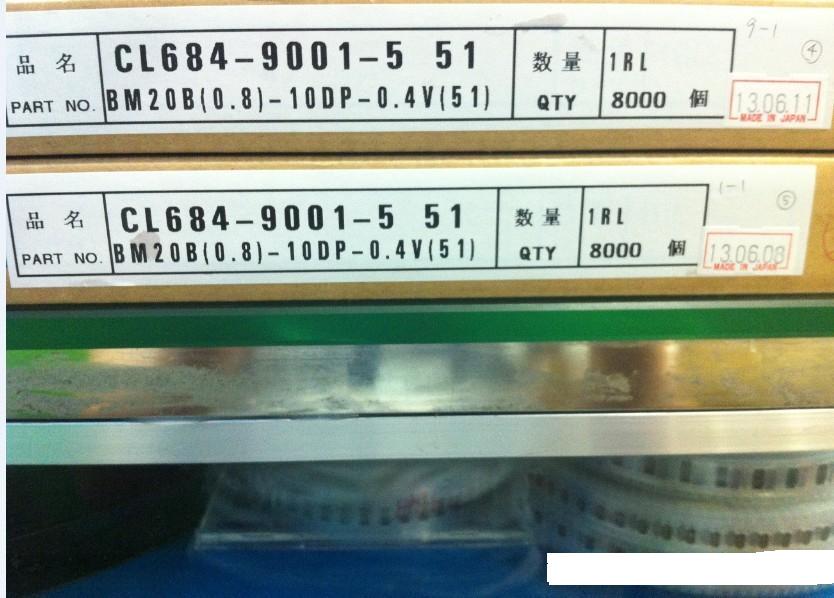 9-1
④
品 名 CL684-9001-5 51 数 量 1RL
PART NO. BM20B(0.8)-10DP-0.4V(51) QTY 8000 個 13.06.11
MADE IN JAPAN
1-1
⑤
品 名 CL684-9001-5 51 数 量 1RL
PART NO. BM20B(0.8)-10DP-0.4V(51) QTY 8000 個 13.06.08
MADE IN JAPAN